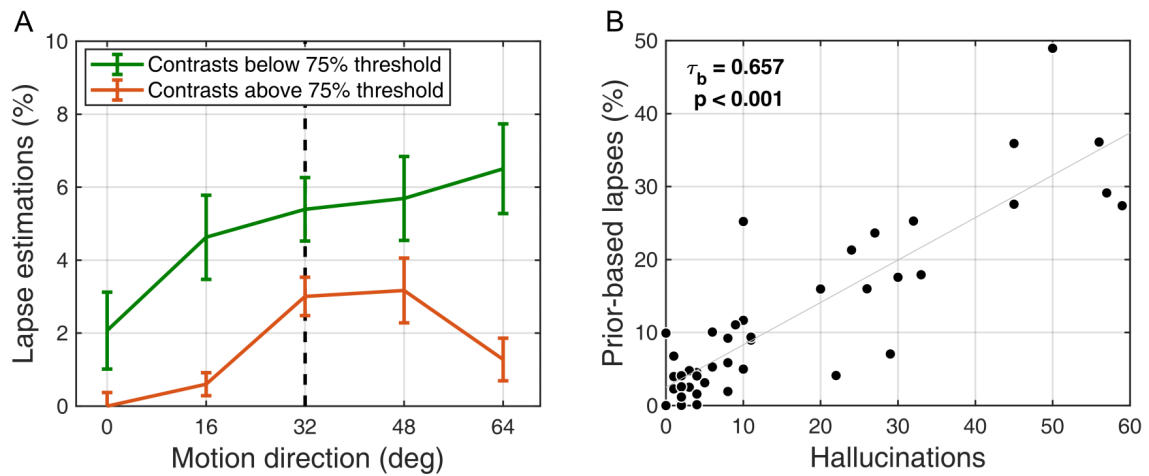 A
Lapse estimations (%)
10
8
6
4
2
0
Contrasts below 75% threshold
Contrasts above 75% threshold
0 16 32 48 64
Motion direction (deg)
B
Prior-based lapses (%)
50
40
30
20
10
0
τb = 0.657
p < 0.001
0 10 20 30 40 50 60
Hallucinations